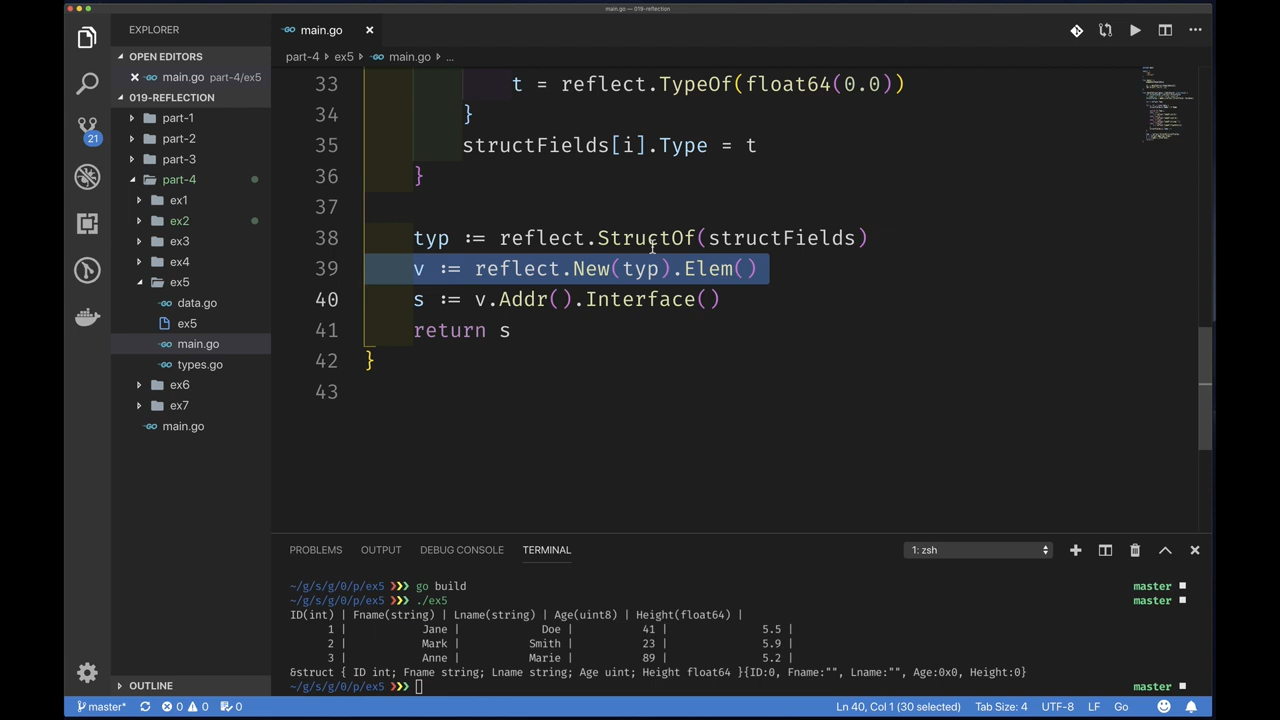 main.go — 019-reflection
EXPLORER
OPEN EDITORS
main.go part-4/ex5
019-REFLECTION
part-1
part-2
part-3
part-4
ex1
ex2
ex3
ex4
ex5
data.go
ex5
main.go
types.go
ex6
ex7
main.go
OUTLINE
21
main.go
part-4 › ex5 › main.go › ...
33 t = reflect.TypeOf(float64(0.0))
34 }
35 structFields[i].Type = t
36 }
37
38 typ := reflect.StructOf(structFields)
39 v := reflect.New(typ).Elem()
40 s := v.Addr().Interface()
41 return s
42 }
43
PROBLEMS OUTPUT DEBUG CONSOLE TERMINAL 1: zsh
~/g/s/g/0/p/ex5 ❯❯❯ go build master
~/g/s/g/0/p/ex5 ❯❯❯ ./ex5 master
ID(int) | Fname(string) | Lname(string) | Age(uint8) | Height(float64) |
1 | Jane | Doe | 41 | 5.5 |
2 | Mark | Smith | 23 | 5.9 |
3 | Anne | Marie | 89 | 5.2 |
&struct { ID int; Fname string; Lname string; Age uint; Height float64 }{ID:0, Fname:"", Lname:"", Age:0x0, Height:0}
~/g/s/g/0/p/ex5 ❯❯❯ master
master* 0 0 0 Ln 40, Col 1 (30 selected) Tab Size: 4 UTF-8 LF Go